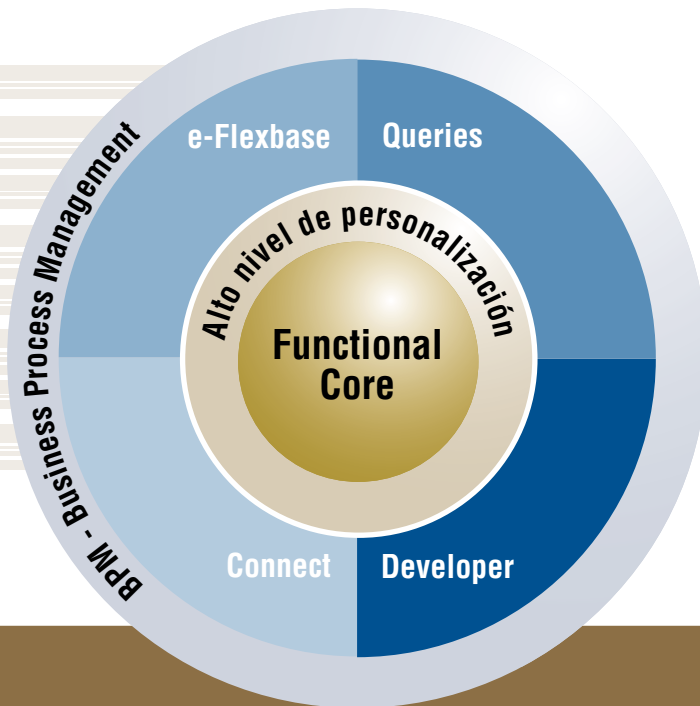 BPM - Business Process Management
e-Flexbase
Queries
Alto nivel de personalización
Functional
Core
Connect
Developer